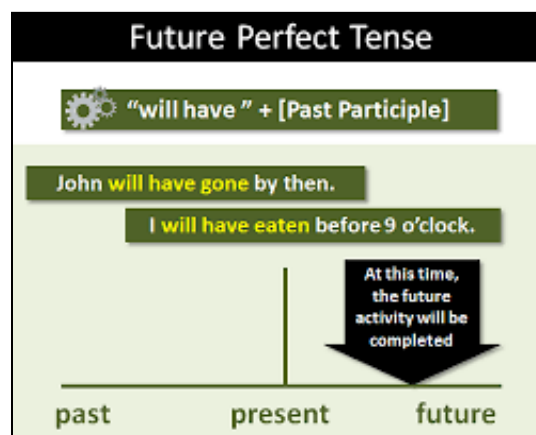 Future Perfect Tense
“will have ” + [Past Participle]
John will have gone by then.
I will have eaten before 9 o’clock.
At this time,
the future
activity will be
completed
past present future